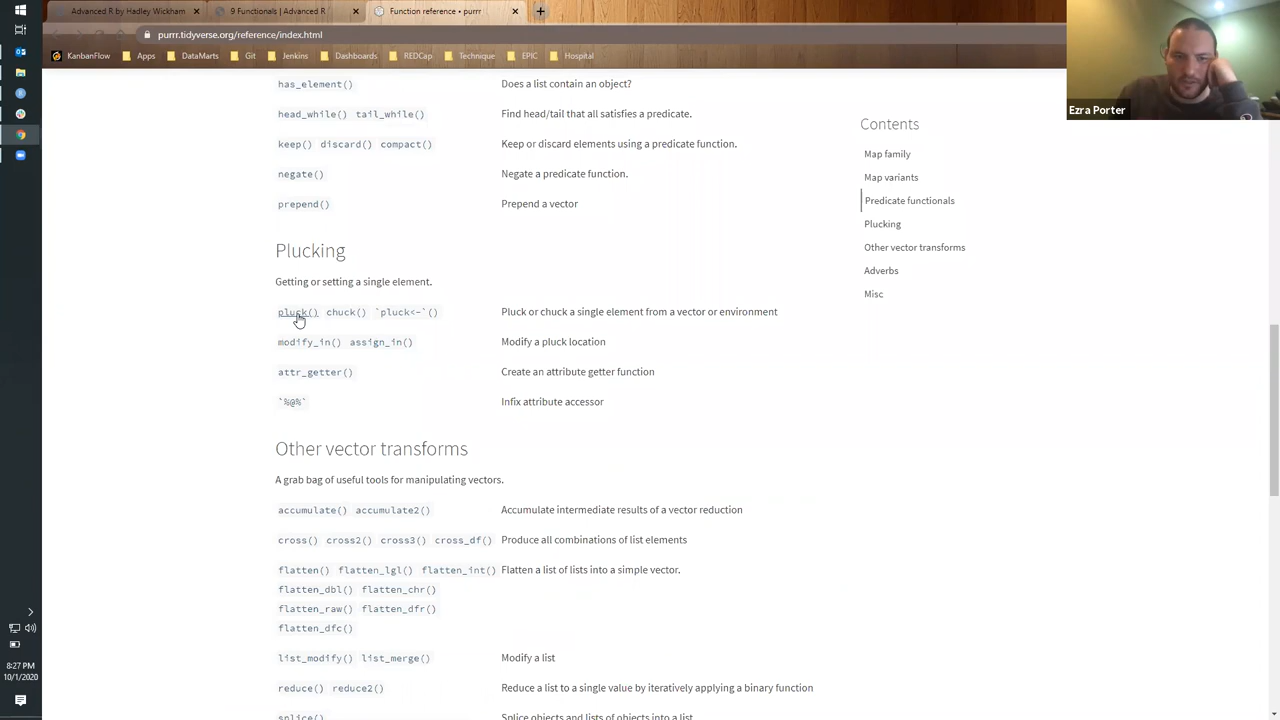 Advanced R by Hadley Wickham
9 Functionals | Advanced R
Function reference • purrr
purrr.tidyverse.org/reference/index.html
KanbanFlow Apps DataMarts Git Jenkins Dashboards REDCap Technique EPIC Hospital
Ezra Porter
has_element() Does a list contain an object?
head_while() tail_while() Find head/tail that all satisfies a predicate.
keep() discard() compact() Keep or discard elements using a predicate function.
negate() Negate a predicate function.
prepend() Prepend a vector
Plucking
Getting or setting a single element.
pluck() chuck() `pluck<-`() Pluck or chuck a single element from a vector or environment
modify_in() assign_in() Modify a pluck location
attr_getter() Create an attribute getter function
`%@%` Infix attribute accessor
Other vector transforms
A grab bag of useful tools for manipulating vectors.
accumulate() accumulate2() Accumulate intermediate results of a vector reduction
cross() cross2() cross3() cross_df() Produce all combinations of list elements
flatten() flatten_lgl() flatten_int() Flatten a list of lists into a simple vector.
flatten_dbl() flatten_chr()
flatten_raw() flatten_dfr()
flatten_dfc()
list_modify() list_merge() Modify a list
reduce() reduce2() Reduce a list to a single value by iteratively applying a binary function
splice() Splice objects and lists of objects into a list
Contents
Map family
Map variants
Predicate functionals
Plucking
Other vector transforms
Adverbs
Misc
8:27 PM
10/1/2020